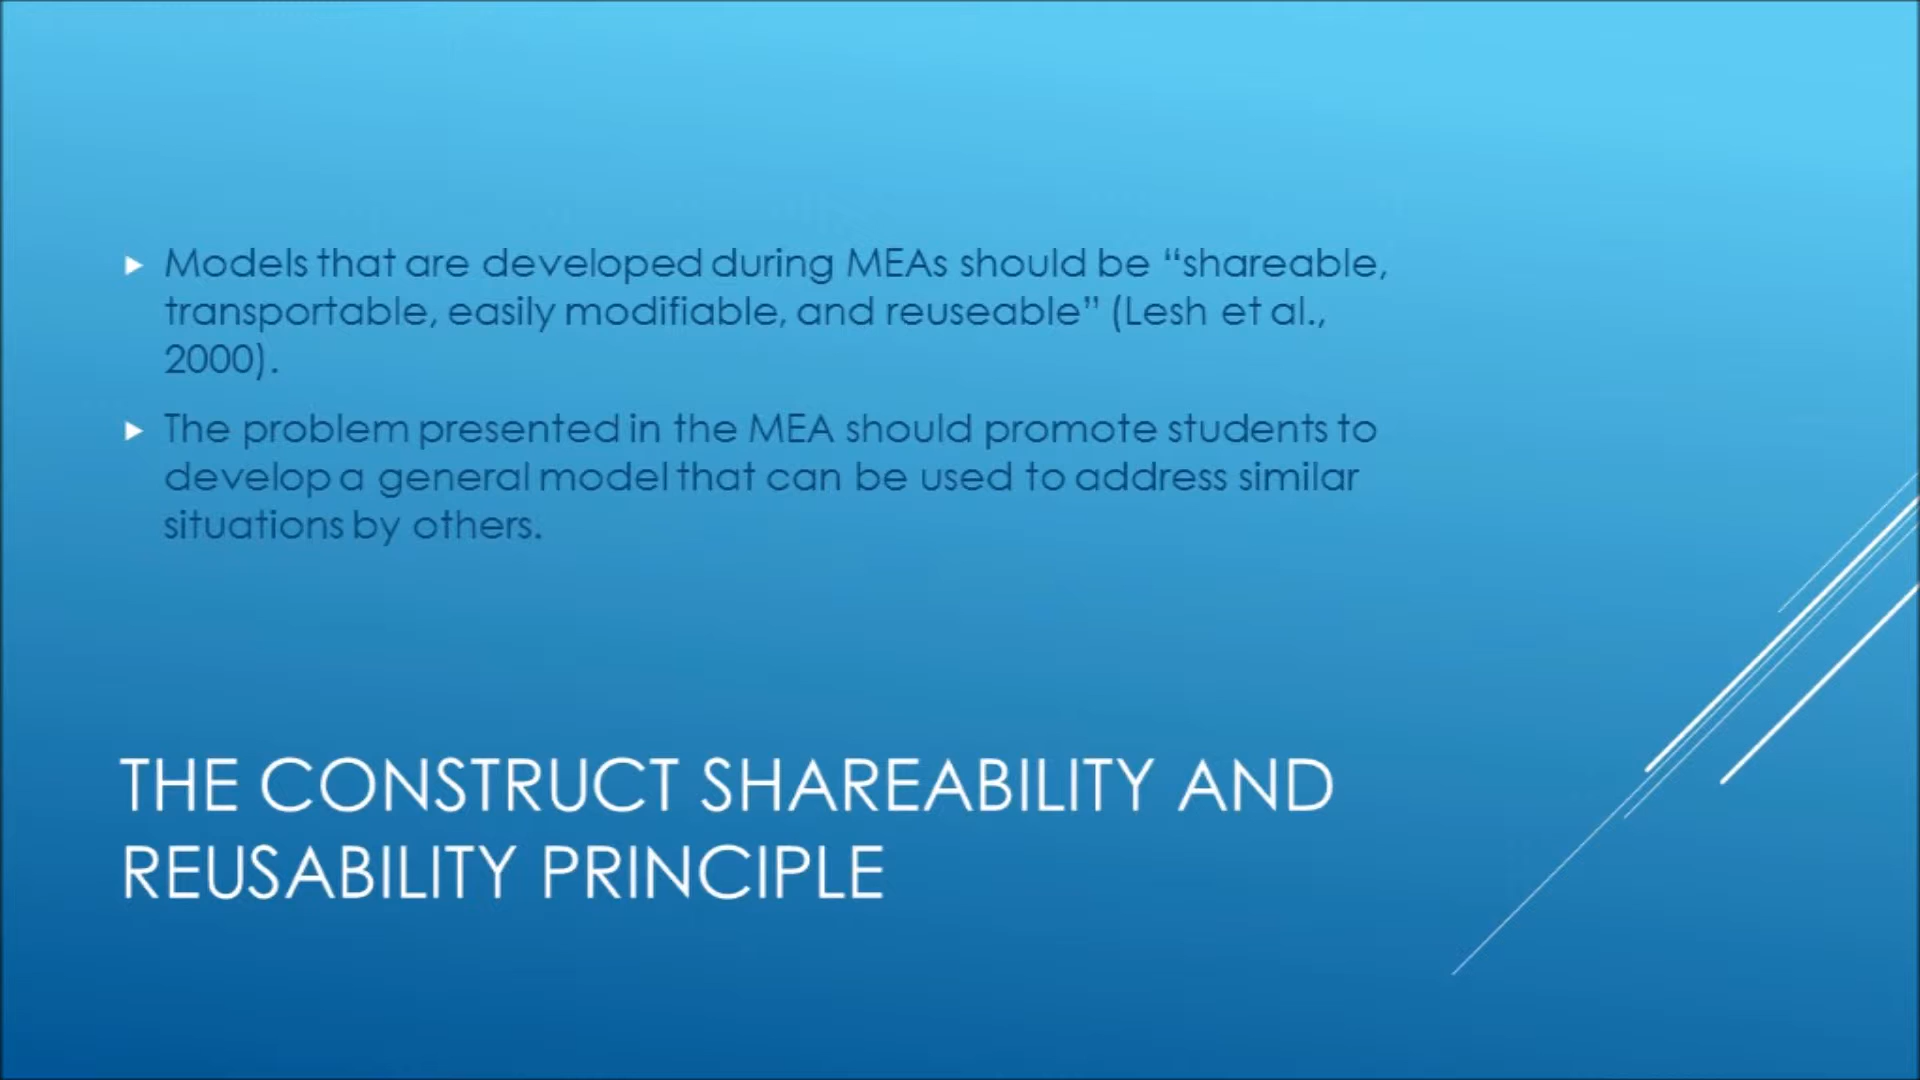 Models that are developed during MEAs should be “shareable,
transportable, easily modifiable, and reuseable” (Lesh et al.,
2000).
The problem presented in the MEA should promote students to
develop a general model that can be used to address similar
situations by others.
THE CONSTRUCT SHAREABILITY AND
REUSABILITY PRINCIPLE